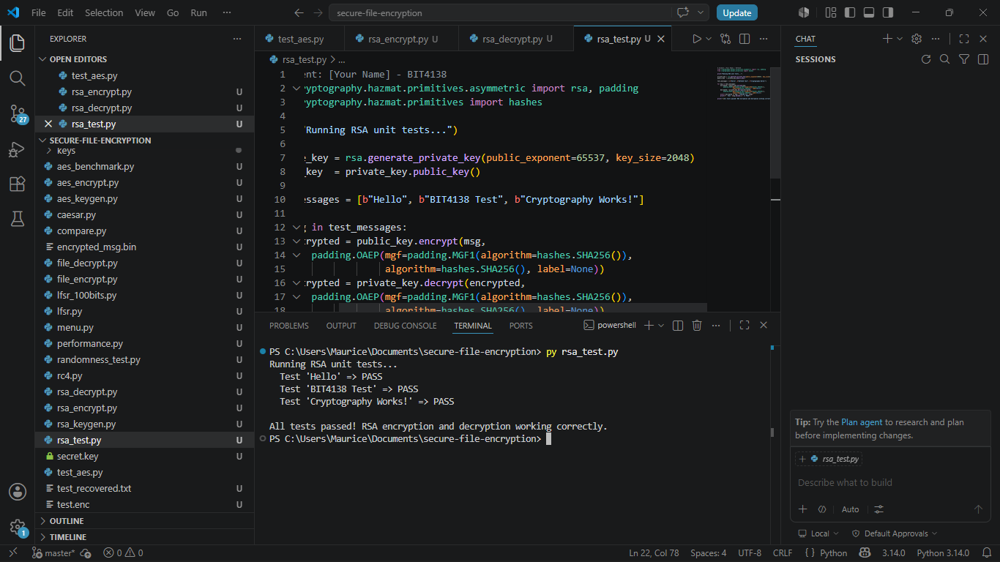 File Edit Selection View Go Run ···
secure-file-encryption
Update
EXPLORER ···
OPEN EDITORS
test_aes.py
rsa_encrypt.py U
rsa_decrypt.py U
rsa_test.py U
SECURE-FILE-ENCRYPTION
keys
aes_benchmark.py U
aes_encrypt.py U
aes_keygen.py U
caesar.py U
compare.py U
encrypted_msg.bin U
file_decrypt.py U
file_encrypt.py U
lfsr_100bits.py U
lfsr.py U
menu.py U
performance.py U
randomness_test.py U
rc4.py U
rsa_decrypt.py U
rsa_encrypt.py U
rsa_keygen.py U
rsa_test.py U
secret.key U
test_aes.py U
test_recovered.txt U
test.enc U
OUTLINE
TIMELINE
27
1
test_aes.py rsa_encrypt.py U rsa_decrypt.py U rsa_test.py U
rsa_test.py > ...
1 ent: [Your Name] - BIT4138
2 ryptography.hazmat.primitives.asymmetric import rsa, padding
3 ryptography.hazmat.primitives import hashes
4
5 "Running RSA unit tests...")
6
7 e_key = rsa.generate_private_key(public_exponent=65537, key_size=2048)
8 _key  = private_key.public_key()
9
10 essages = [b"Hello", b"BIT4138 Test", b"Cryptography Works!"]
11
12 g in test_messages:
13 crypted = public_key.encrypt(msg,
14 padding.OAEP(mgf=padding.MGF1(algorithm=hashes.SHA256()),
15 algorithm=hashes.SHA256(), label=None))
16 crypted = private_key.decrypt(encrypted,
17 padding.OAEP(mgf=padding.MGF1(algorithm=hashes.SHA256()),
18 algorithm=hashes.SHA256(), label=None))
PROBLEMS OUTPUT DEBUG CONSOLE TERMINAL PORTS
powershell
PS C:\Users\Maurice\Documents\secure-file-encryption> py rsa_test.py
Running RSA unit tests...
Test 'Hello' => PASS
Test 'BIT4138 Test' => PASS
Test 'Cryptography Works!' => PASS
All tests passed! RSA encryption and decryption working correctly.
PS C:\Users\Maurice\Documents\secure-file-encryption>
CHAT
SESSIONS
Tip: Try the Plan agent to research and plan
before implementing changes.
rsa_test.py
Describe what to build
Auto
Local Default Approvals
master* 0 0
Ln 22, Col 78 Spaces: 4 UTF-8 CRLF { } Python 3.14.0 Python 3.14.0